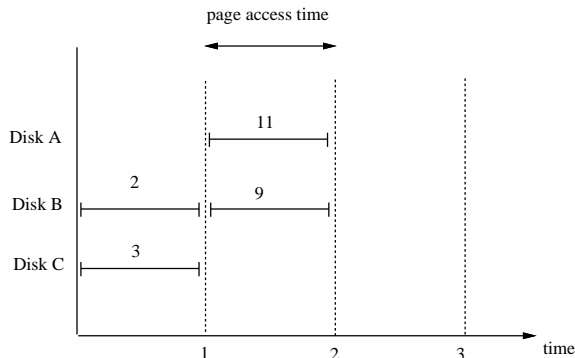 page access time
11
Disk A
2
9
Disk B
3
Disk C
1 2 3
time